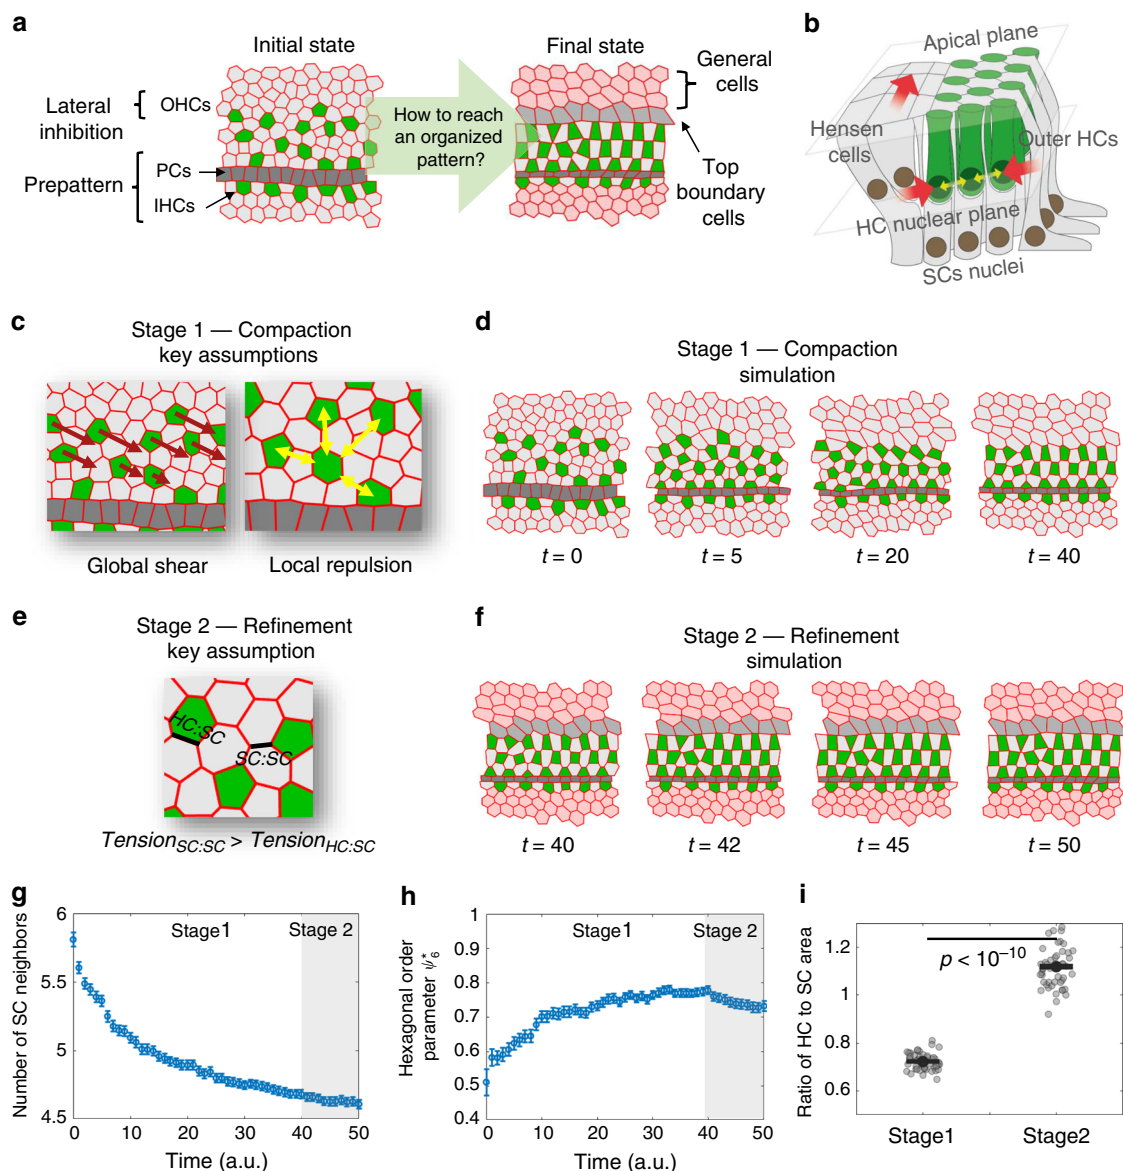 a
Initial state
Final state
General
cells
Lateral
inhibition
OHCs
How to reach
an organized
pattern?
Prepattern
PCs
IHCs
Top
boundary
cells
b
Apical plane
Hensen
cells
Outer HCs
HC nuclear plane
SCs nuclei
c
Stage 1 — Compaction
key assumptions
Global shear
Local repulsion
d
Stage 1 — Compaction
simulation
t = 0
t = 5
t = 20
t = 40
e
Stage 2 — Refinement
key assumption
HC:SC
SC:SC
Tension SC:SC > Tension HC:SC
f
Stage 2 — Refinement
simulation
t = 40
t = 42
t = 45
t = 50
g
Number of SC neighbors
6
5.5
5
4.5
Stage1
Stage 2
0
10
20
30
40
50
Time (a.u.)
h
Hexagonal order
parameter ψ*6
1
0.9
0.8
0.7
0.6
0.5
0.4
Stage1
Stage 2
0
10
20
30
40
50
Time (a.u.)
i
Ratio of HC to SC area
1.2
1
0.8
0.6
p < 10⁻¹⁰
Stage1
Stage2